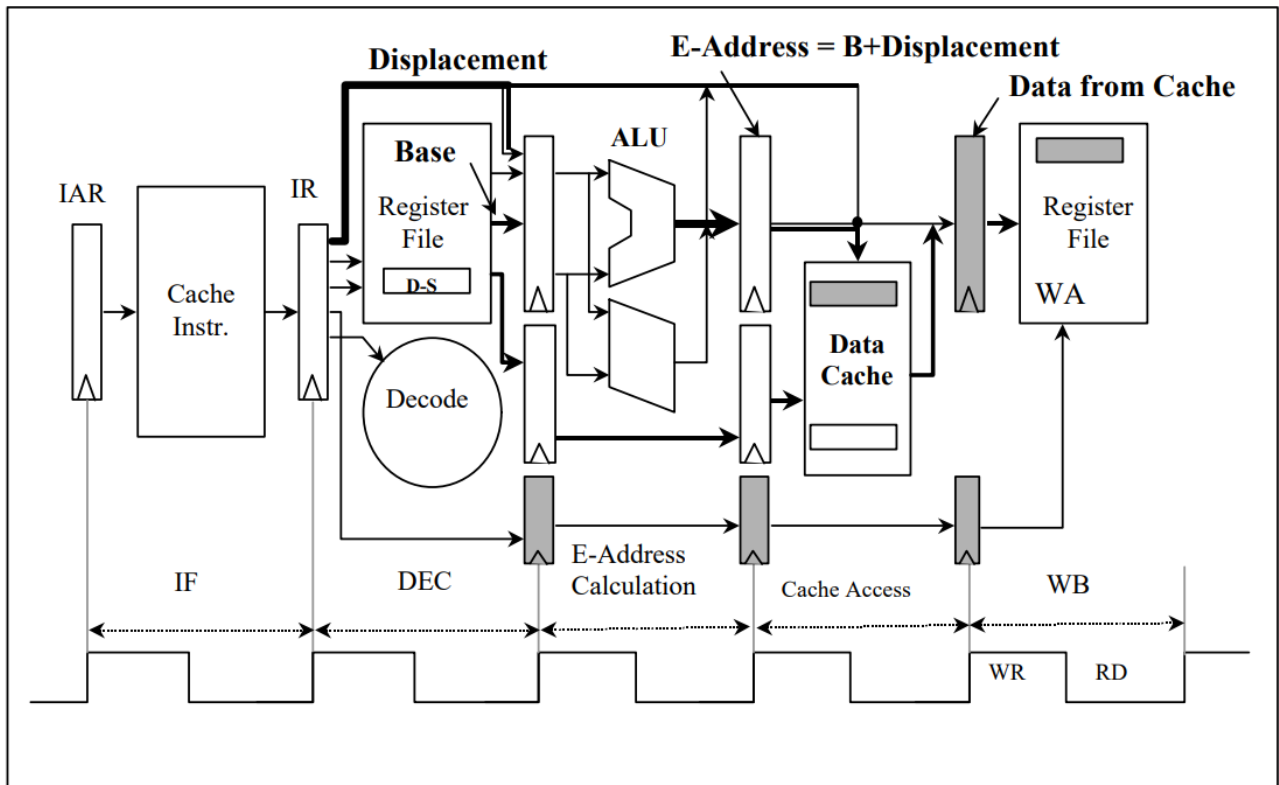 E-Address = B+Displacement
Displacement
Data from Cache
ALU
Base
IAR
IR
Register
File
Register
File
D-S
WA
Cache
Instr.
Data
Cache
Decode
E-Address
Calculation
IF
DEC
Cache Access
WB
WR
RD